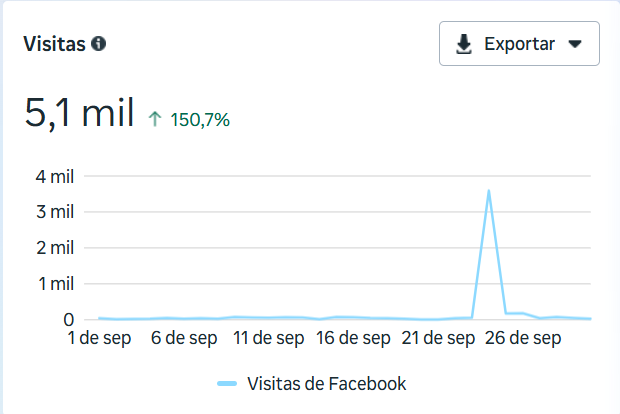 Visitas
Exportar
5,1 mil ↑ 150,7%
4 mil
3 mil
2 mil
1 mil
0
1 de sep 6 de sep 11 de sep 16 de sep 21 de sep 26 de sep
Visitas de Facebook